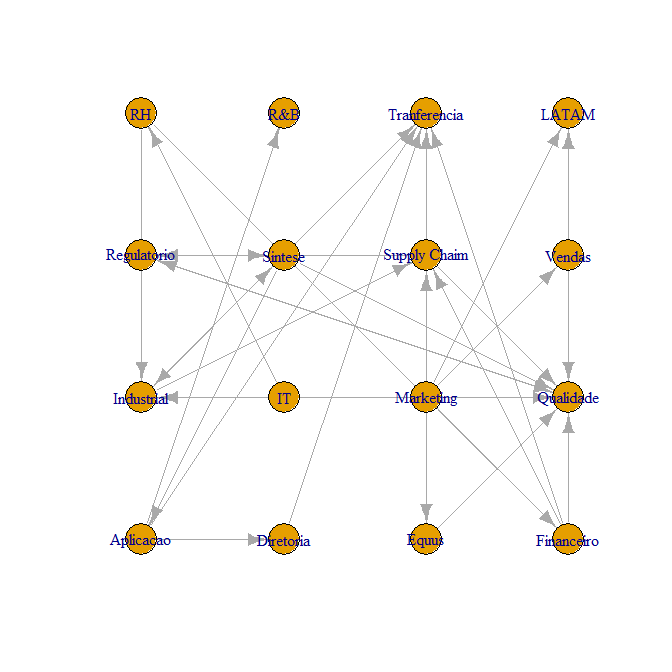 RH
R&B
Tranferencia
LATAM
Regulatorio
Sintese
Supply Chaim
Vendas
Industrial
IT
Marketing
Qualidade
Aplicacao
Diretoria
Equus
Financeiro